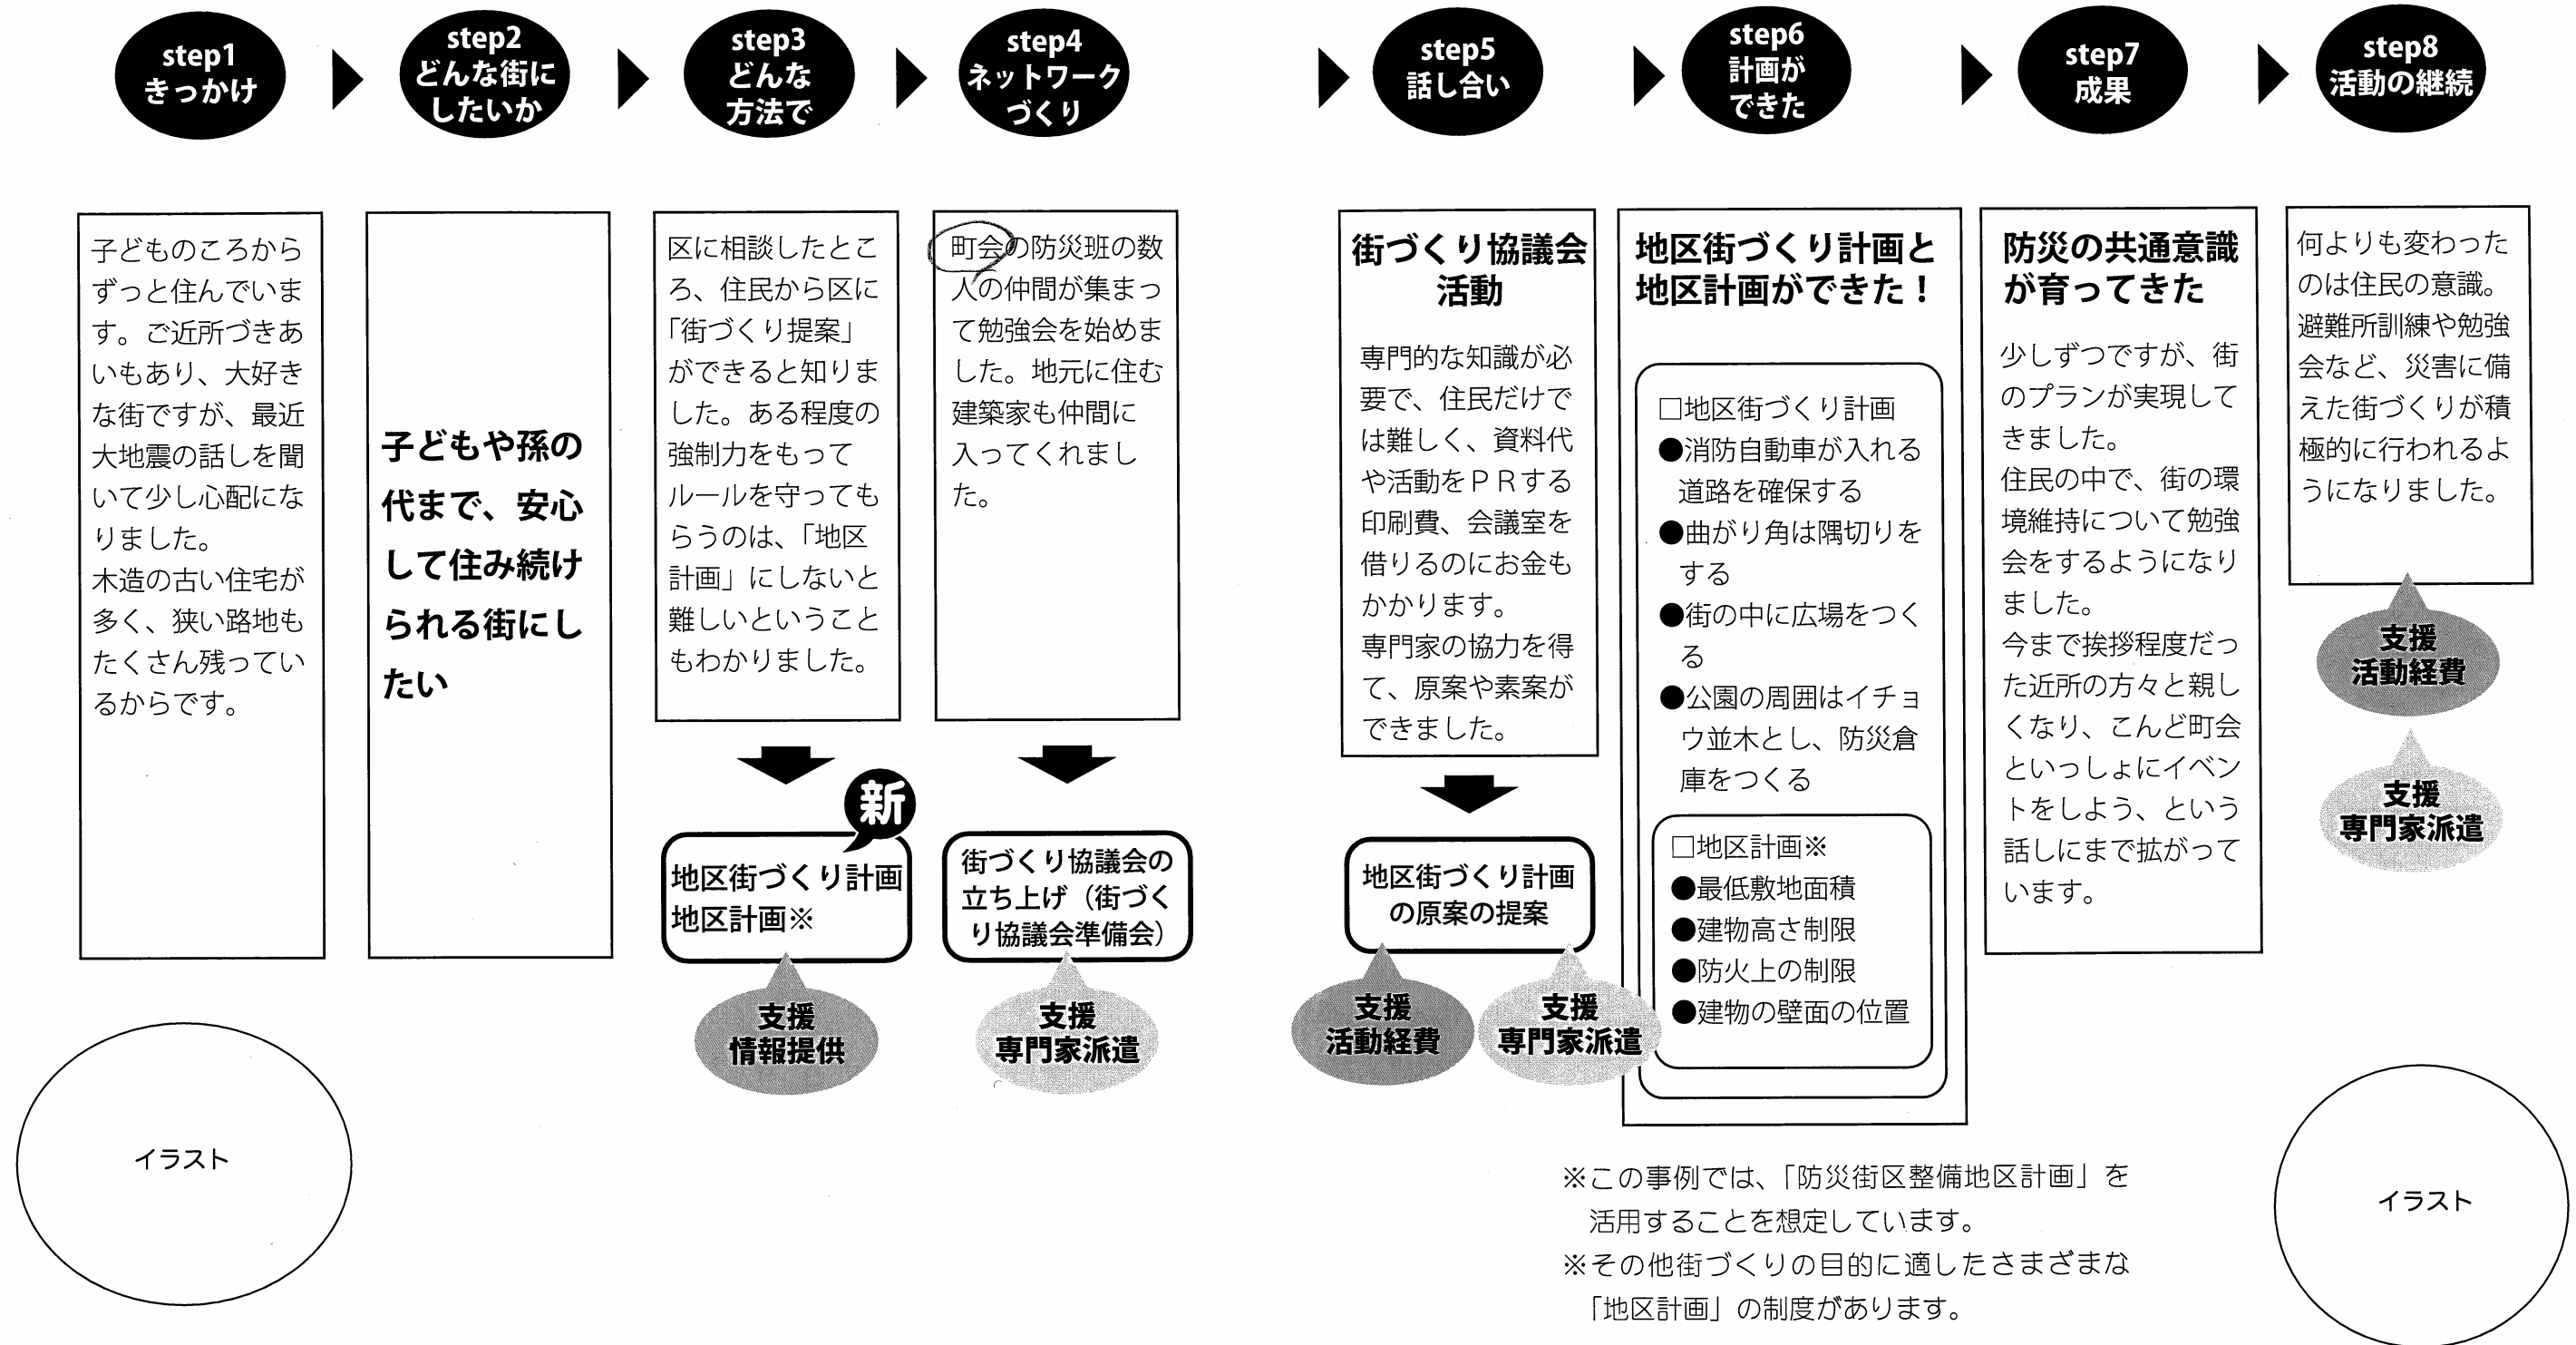 step1
きっかけ
step2
どんな街に
したいか
step3
どんな
方法で
step4
ネットワーク
づくり
step5
話し合い
step6
計画が
できた
step7
成果
step8
活動の継続
子どものころから
ずっと住んでいま
す。ご近所づきあ
いもあり、大好き
な街ですが、最近
大地震の話しを聞
いて少し心配にな
りました。
木造の古い住宅が
多く、狭い路地も
たくさん残ってい
るからです。
子どもや孫の
代まで、安心
して住み続け
られる街にし
たい
区に相談したとこ
ろ、住民から区に
「街づくり提案」
ができると知りま
した。ある程度の
強制力をもって
ルールを守っても
らうのは、「地区
計画」にしないと
難しいということ
もわかりました。
新
地区街づくり計画
地区計画※
支援
情報提供
町会の防災班の数
人の仲間が集まっ
て勉強会を始めま
した。地元に住む
建築家も仲間に
入ってくれまし
た。
街づくり協議会の
立ち上げ（街づく
り協議会準備会）
支援
専門家派遣
街づくり協議会
活動
専門的な知識が必
要で、住民だけで
は難しく、資料代
や活動をＰＲする
印刷費、会議室を
借りるのにお金も
かかります。
専門家の協力を得
て、原案や素案が
できました。
地区街づくり計画
の原案の提案
支援
活動経費
支援
専門家派遣
地区街づくり計画と
地区計画ができた！
□地区街づくり計画
●消防自動車が入れる
道路を確保する
●曲がり角は隅切りを
する
●街の中に広場をつく
る
●公園の周囲はイチョ
ウ並木とし、防災倉
庫をつくる
□地区計画※
●最低敷地面積
●建物高さ制限
●防火上の制限
●建物の壁面の位置
防災の共通意識
が育ってきた
少しずつですが、街
のプランが実現して
きました。
住民の中で、街の環
境維持について勉強
会をするようになり
ました。
今まで挨拶程度だっ
た近所の方々と親し
くなり、こんど町会
といっしょにイベン
トをしよう、という
話しにまで拡がって
います。
何よりも変わった
のは住民の意識。
避難所訓練や勉強
会など、災害に備
えた街づくりが積
極的に行われるよ
うになりました。
支援
活動経費
支援
専門家派遣
イラスト
※この事例では、「防災街区整備地区計画」を
活用することを想定しています。
※その他街づくりの目的に適したさまざまな
「地区計画」の制度があります。
イラスト